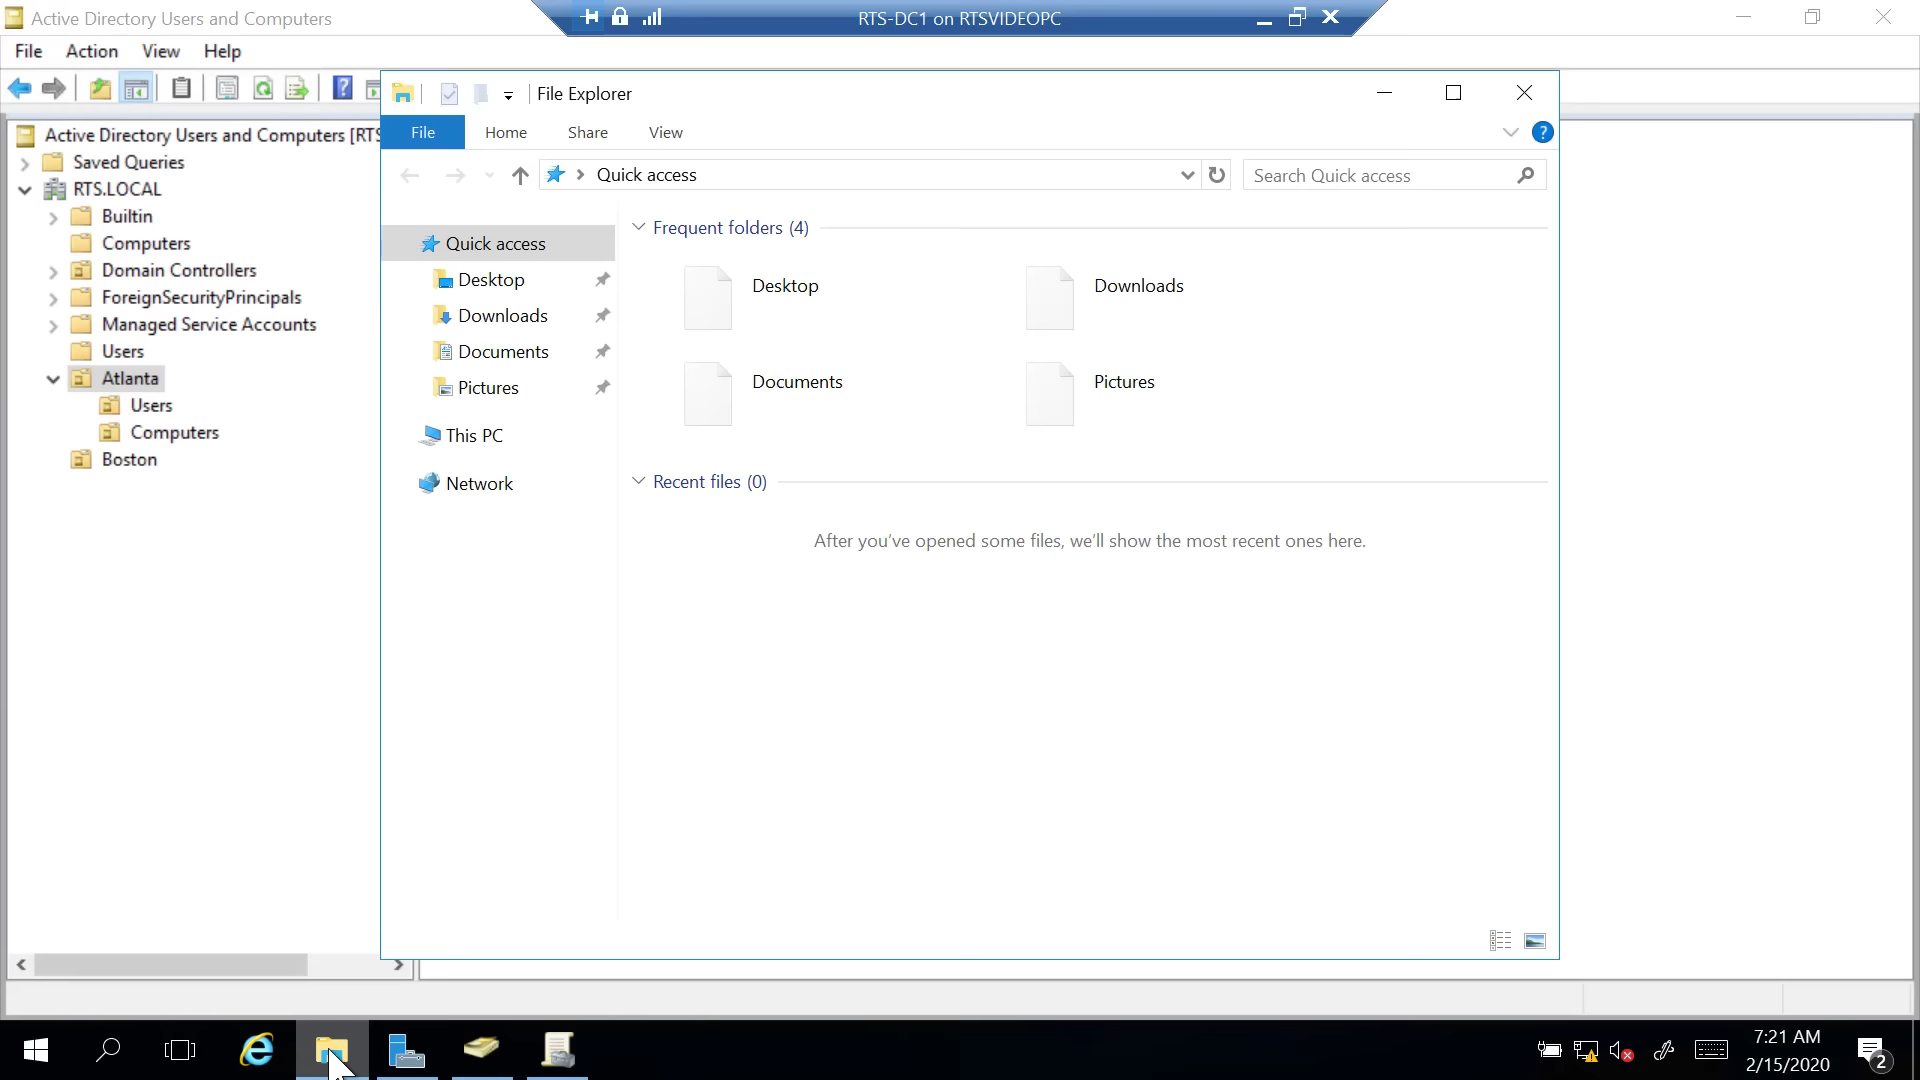 Active Directory Users and Computers
RTS-DC1 on RTSVIDEOPC
File Action View Help
File Explorer
File Home Share View
Quick access
Search Quick access
Active Directory Users and Computers [RTS
Saved Queries
RTS.LOCAL
Builtin
Computers
Domain Controllers
ForeignSecurityPrincipals
Managed Service Accounts
Users
Atlanta
Users
Computers
Boston
Quick access
Desktop
Downloads
Documents
Pictures
This PC
Network
Frequent folders (4)
Desktop
Downloads
Documents
Pictures
Recent files (0)
After you've opened some files, we'll show the most recent ones here.
7:21 AM
2/15/2020
2